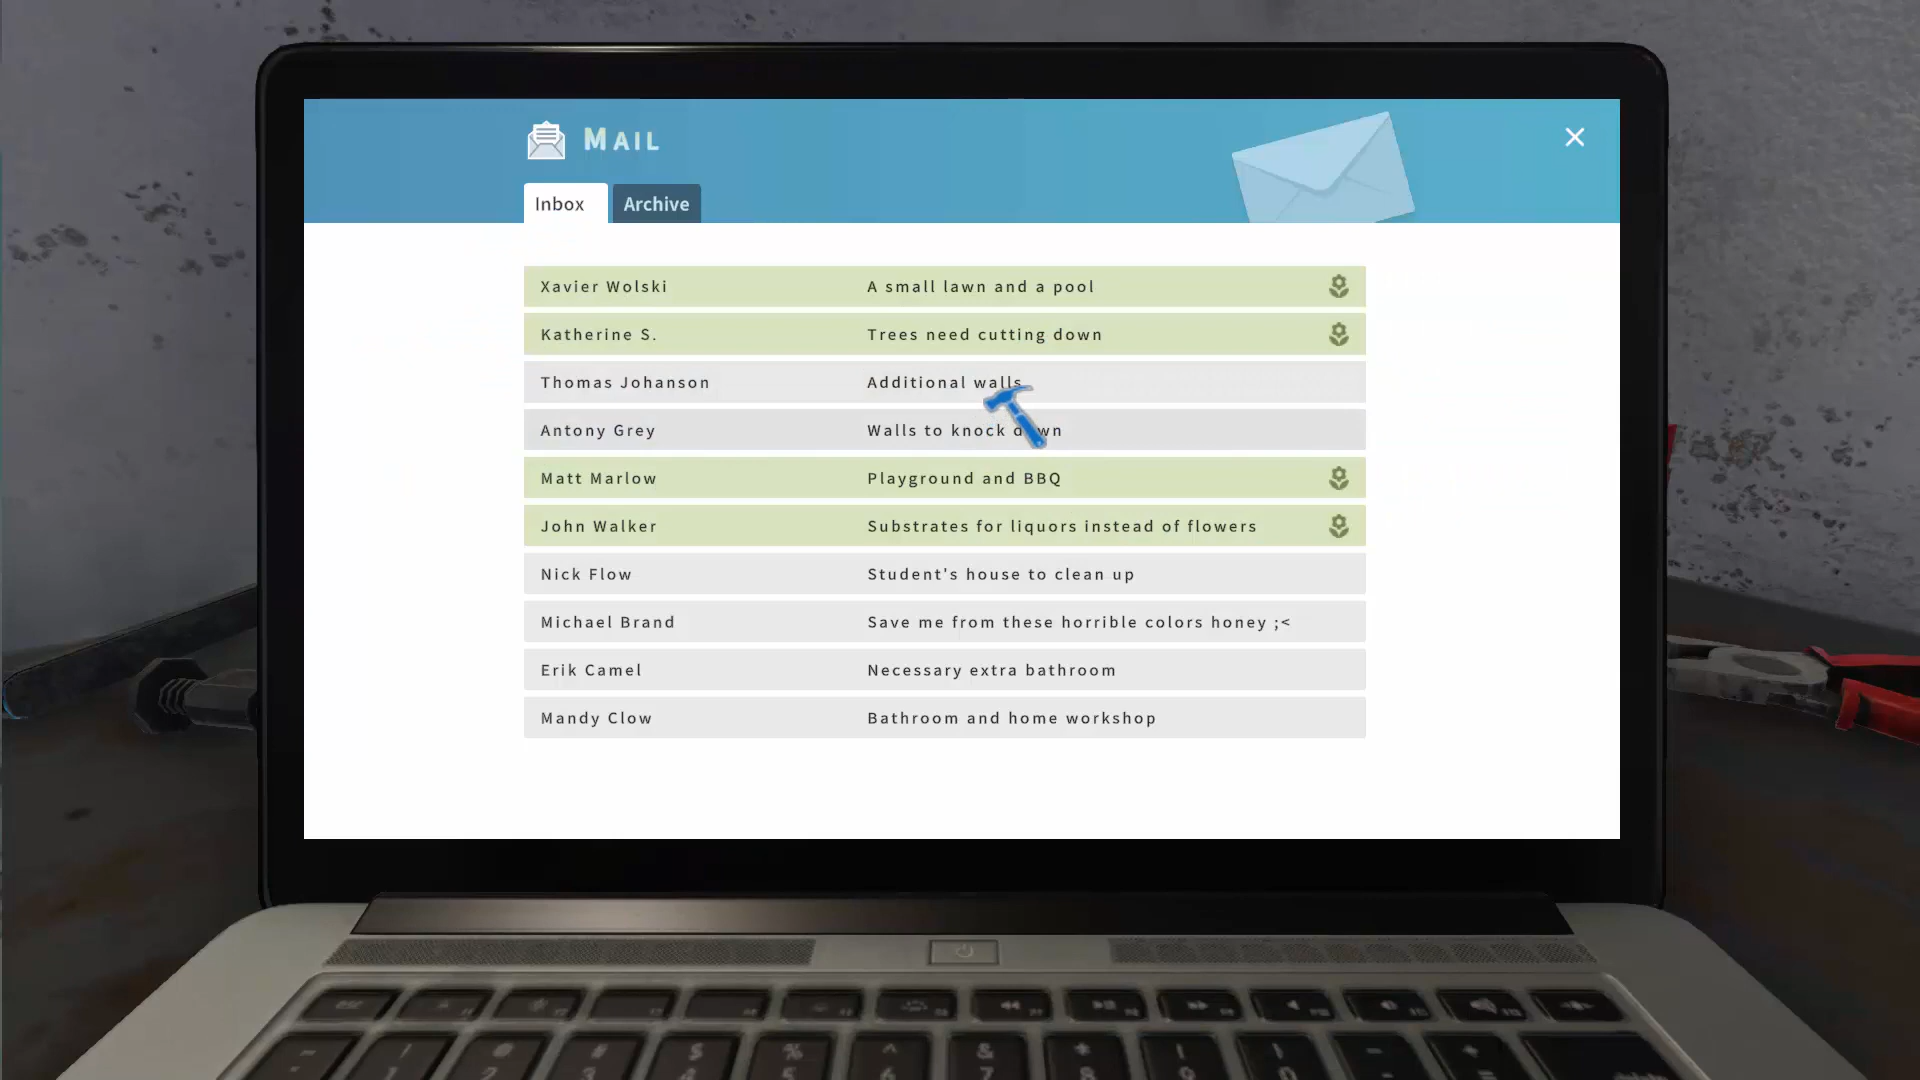 MAIL
Inbox
Archive
Xavier Wolski A small lawn and a pool
Katherine S. Trees need cutting down
Thomas Johanson Additional walls
Antony Grey Walls to knock down
Matt Marlow Playground and BBQ
John Walker Substrates for liquors instead of flowers
Nick Flow Student's house to clean up
Michael Brand Save me from these horrible colors honey ;<
Erik Camel Necessary extra bathroom
Mandy Clow Bathroom and home workshop